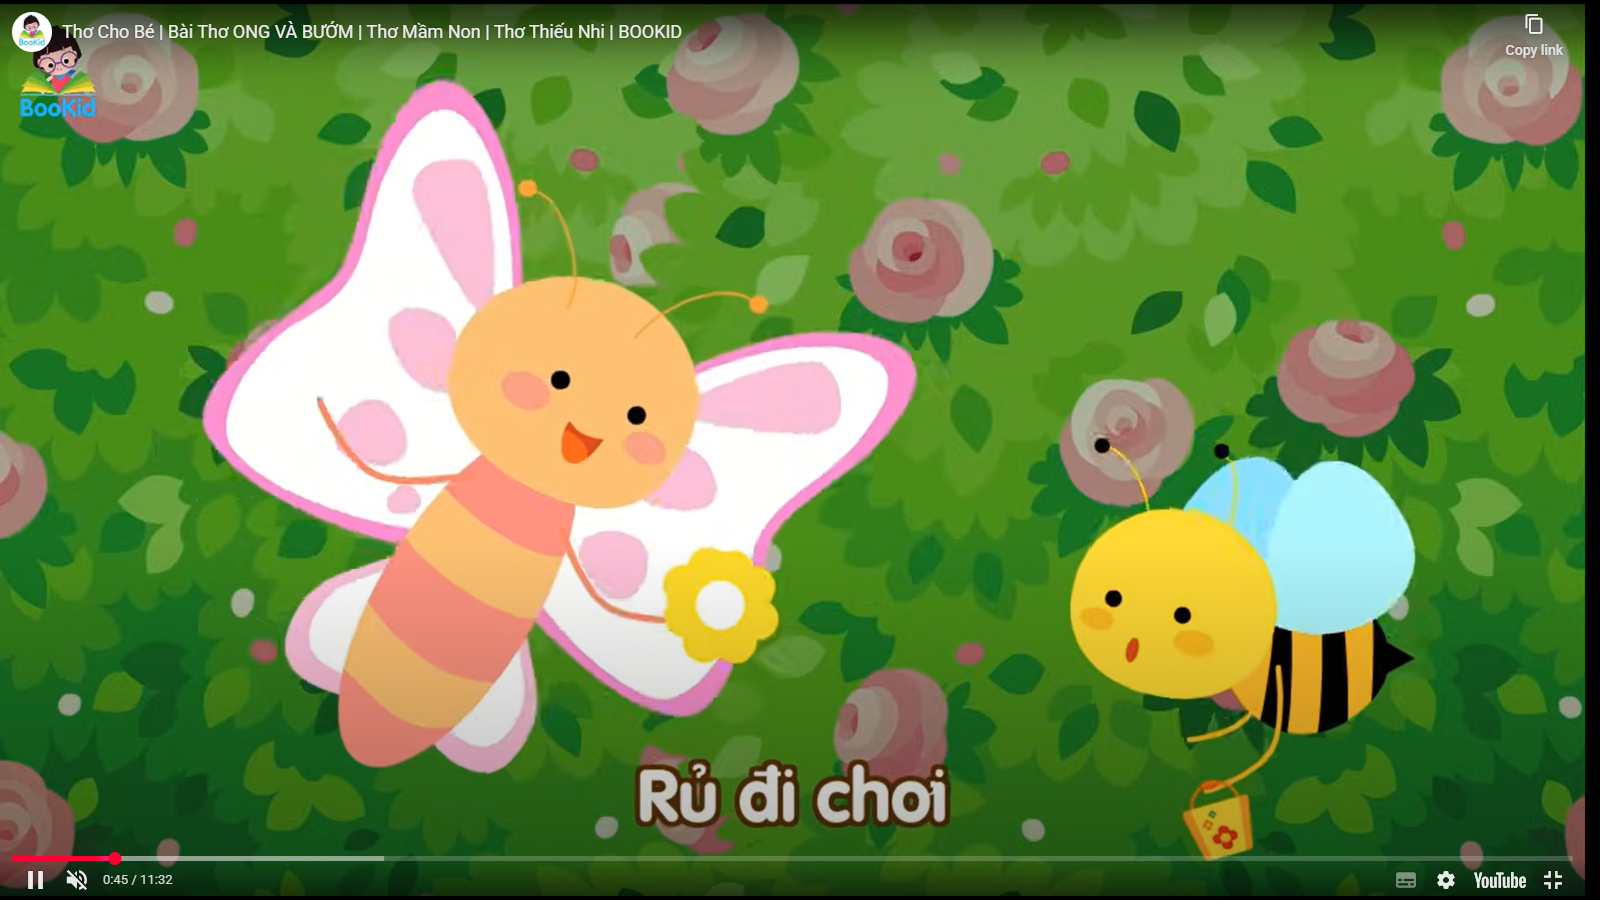 Thơ Cho Bé | Bài Thơ ONG VÀ BƯỚM | Thơ Mầm Non | Thơ Thiếu Nhi | BOOKID
Copy link
BooKid
BooKid
Rủ đi chơi
0:45 / 11:32
YouTube